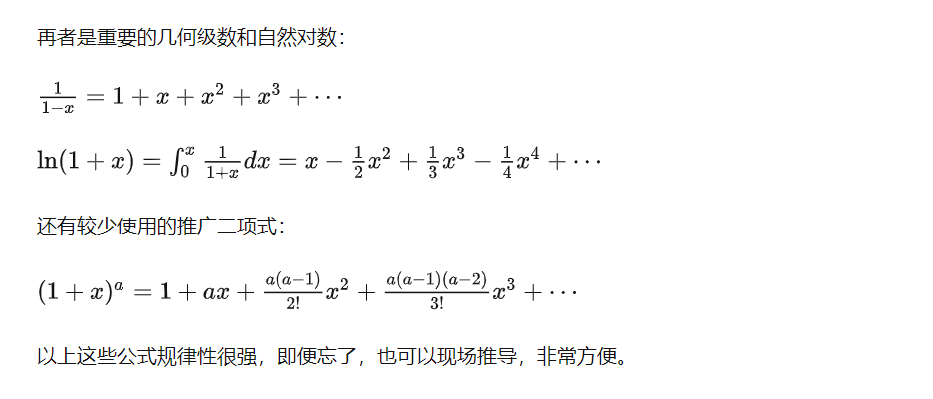 再者是重要的几何级数和自然对数：
$\frac{1}{1-x} = 1 + x + x^2 + x^3 + \cdots$
$\ln(1+x) = \int_0^x \frac{1}{1+x} dx = x - \frac{1}{2}x^2 + \frac{1}{3}x^3 - \frac{1}{4}x^4 + \cdots$
还有较少使用的推广二项式：
$(1+x)^a = 1 + ax + \frac{a(a-1)}{2!}x^2 + \frac{a(a-1)(a-2)}{3!}x^3 + \cdots$
以上这些公式规律性很强，即便忘了，也可以现场推导，非常方便。